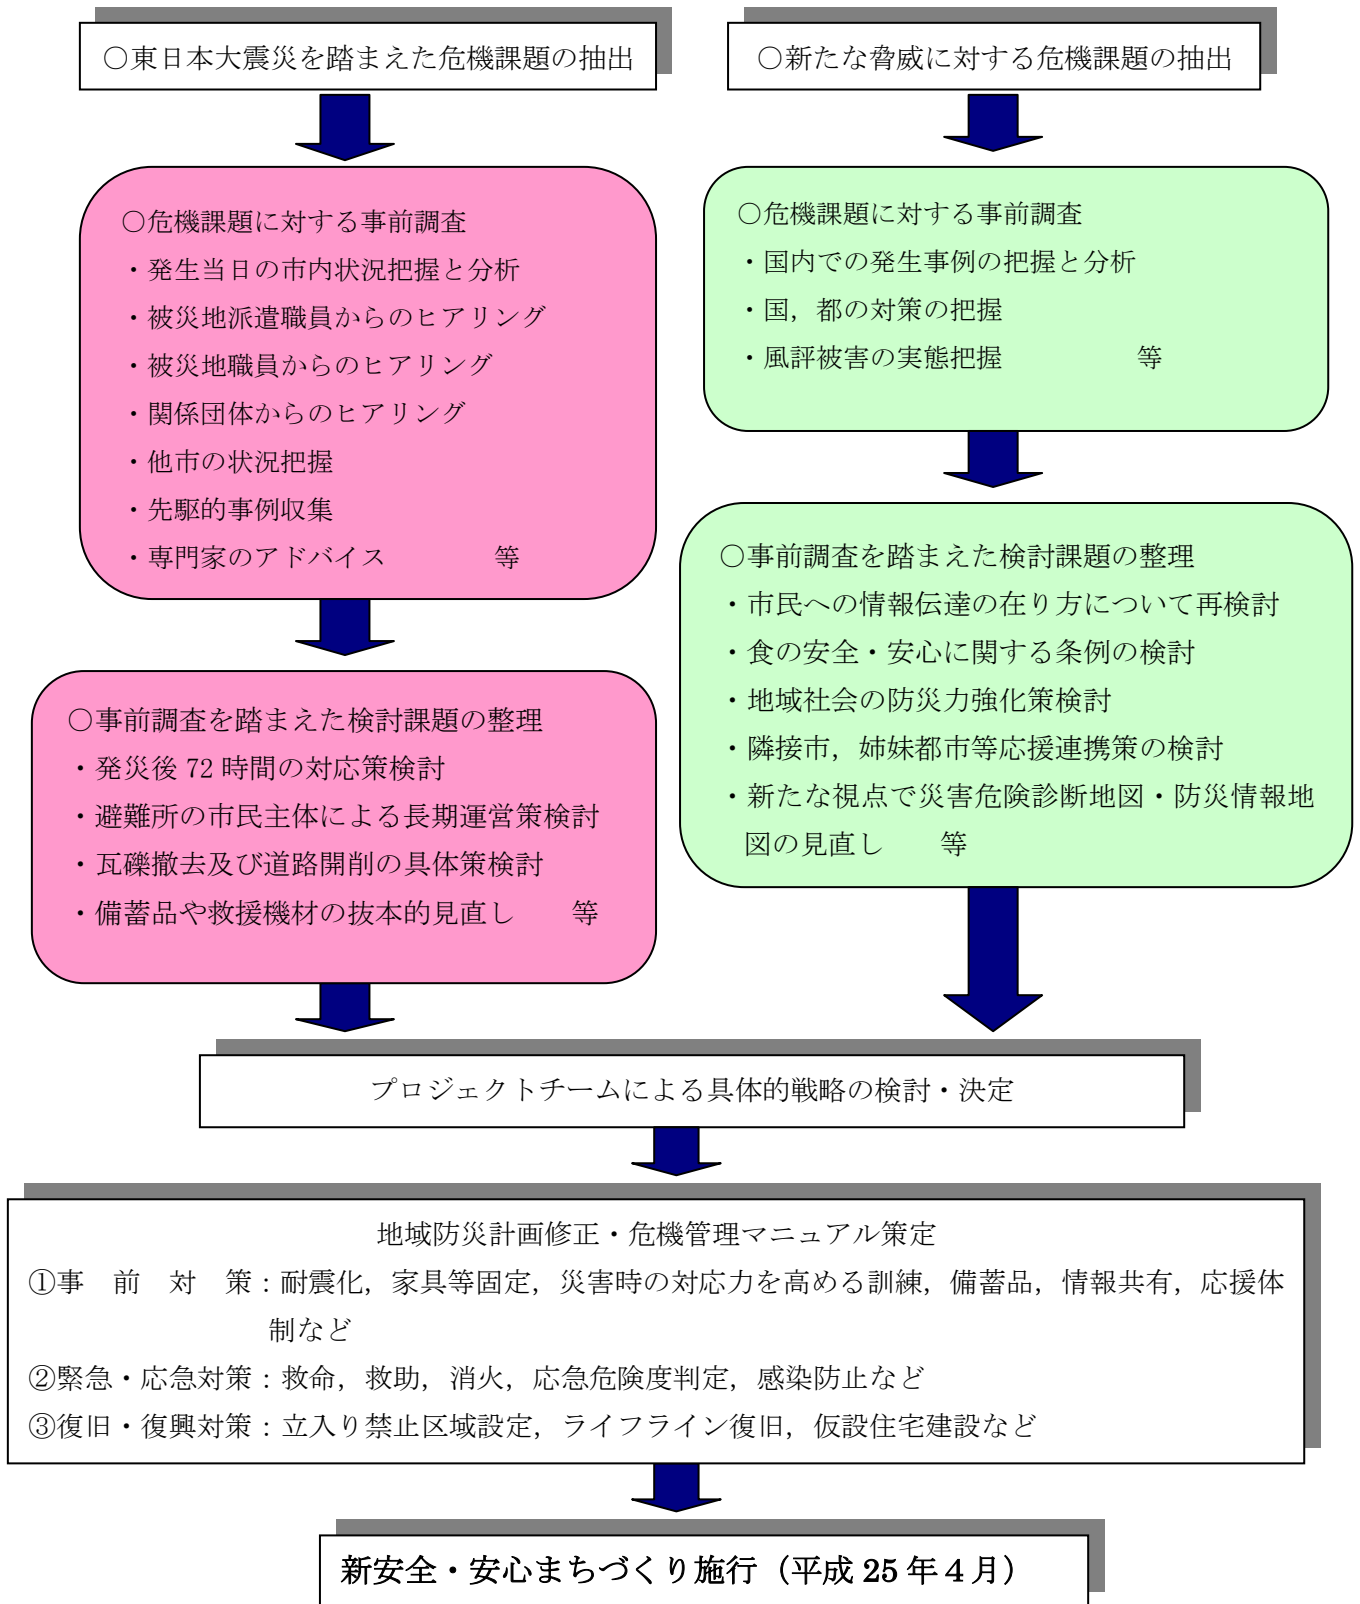 ○東日本大震災を踏まえた危機課題の抽出
○危機課題に対する事前調査
・発生当日の市内状況把握と分析
・被災地派遣職員からのヒアリング
・被災地職員からのヒアリング
・関係団体からのヒアリング
・他市の状況把握
・先駆的事例収集
・専門家のアドバイス　　　　等
○事前調査を踏まえた検討課題の整理
・発災後 72 時間の対応策検討
・避難所の市民主体による長期運営策検討
・瓦礫撤去及び道路開削の具体策検討
・備蓄品や救援機材の抜本的見直し　　等
○新たな脅威に対する危機課題の抽出
○危機課題に対する事前調査
・国内での発生事例の把握と分析
・国，都の対策の把握
・風評被害の実態把握　　　　　等
○事前調査を踏まえた検討課題の整理
・市民への情報伝達の在り方について再検討
・食の安全・安心に関する条例の検討
・地域社会の防災力強化策検討
・隣接市，姉妹都市等応援連携策の検討
・新たな視点で災害危険診断地図・防災情報地
図の見直し　　等
プロジェクトチームによる具体的戦略の検討・決定
地域防災計画修正・危機管理マニュアル策定
①事　前　対　策：耐震化，家具等固定，災害時の対応力を高める訓練，備蓄品，情報共有，応援体
制など
②緊急・応急対策：救命，救助，消火，応急危険度判定，感染防止など
③復旧・復興対策：立入り禁止区域設定，ライフライン復旧，仮設住宅建設など
新安全・安心まちづくり施行（平成 25 年４月）